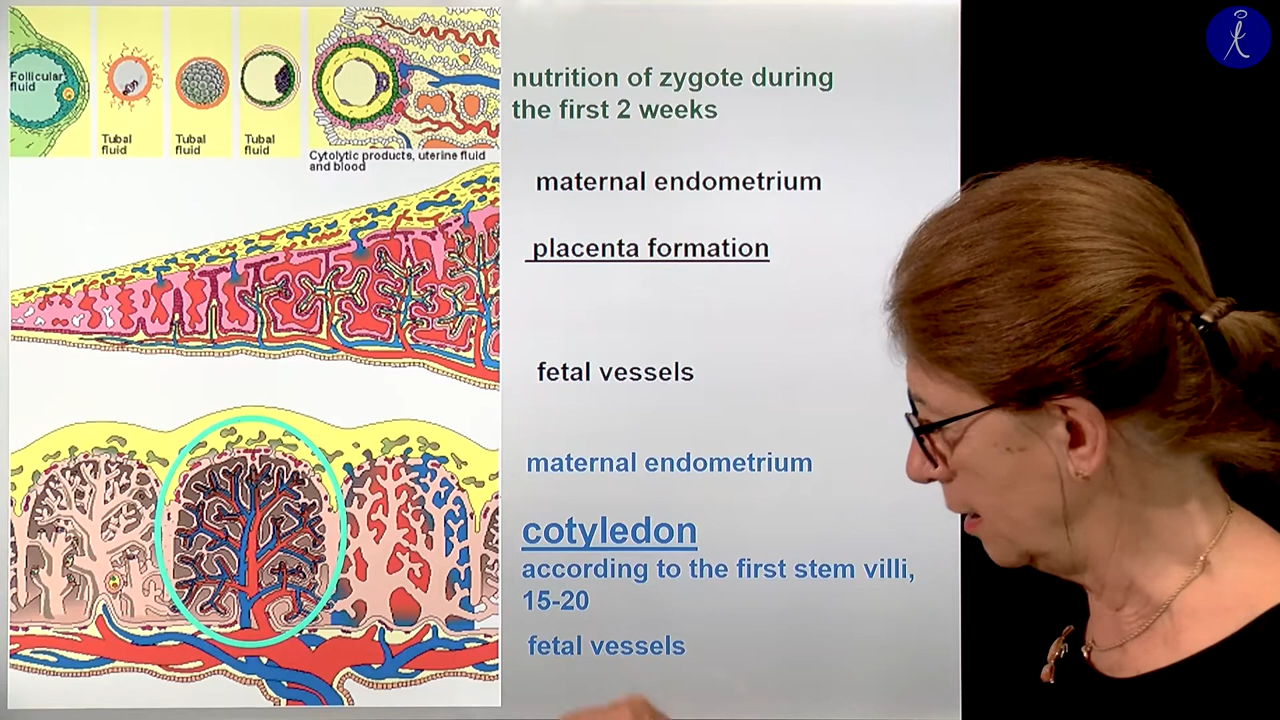 Follicular
fluid
Tubal
fluid
Tubal
fluid
Tubal
fluid
Cytolytic products, uterine fluid
and blood
nutrition of zygote during
the first 2 weeks
maternal endometrium
placenta formation
fetal vessels
maternal endometrium
cotyledon
according to the first stem villi,
15-20
fetal vessels